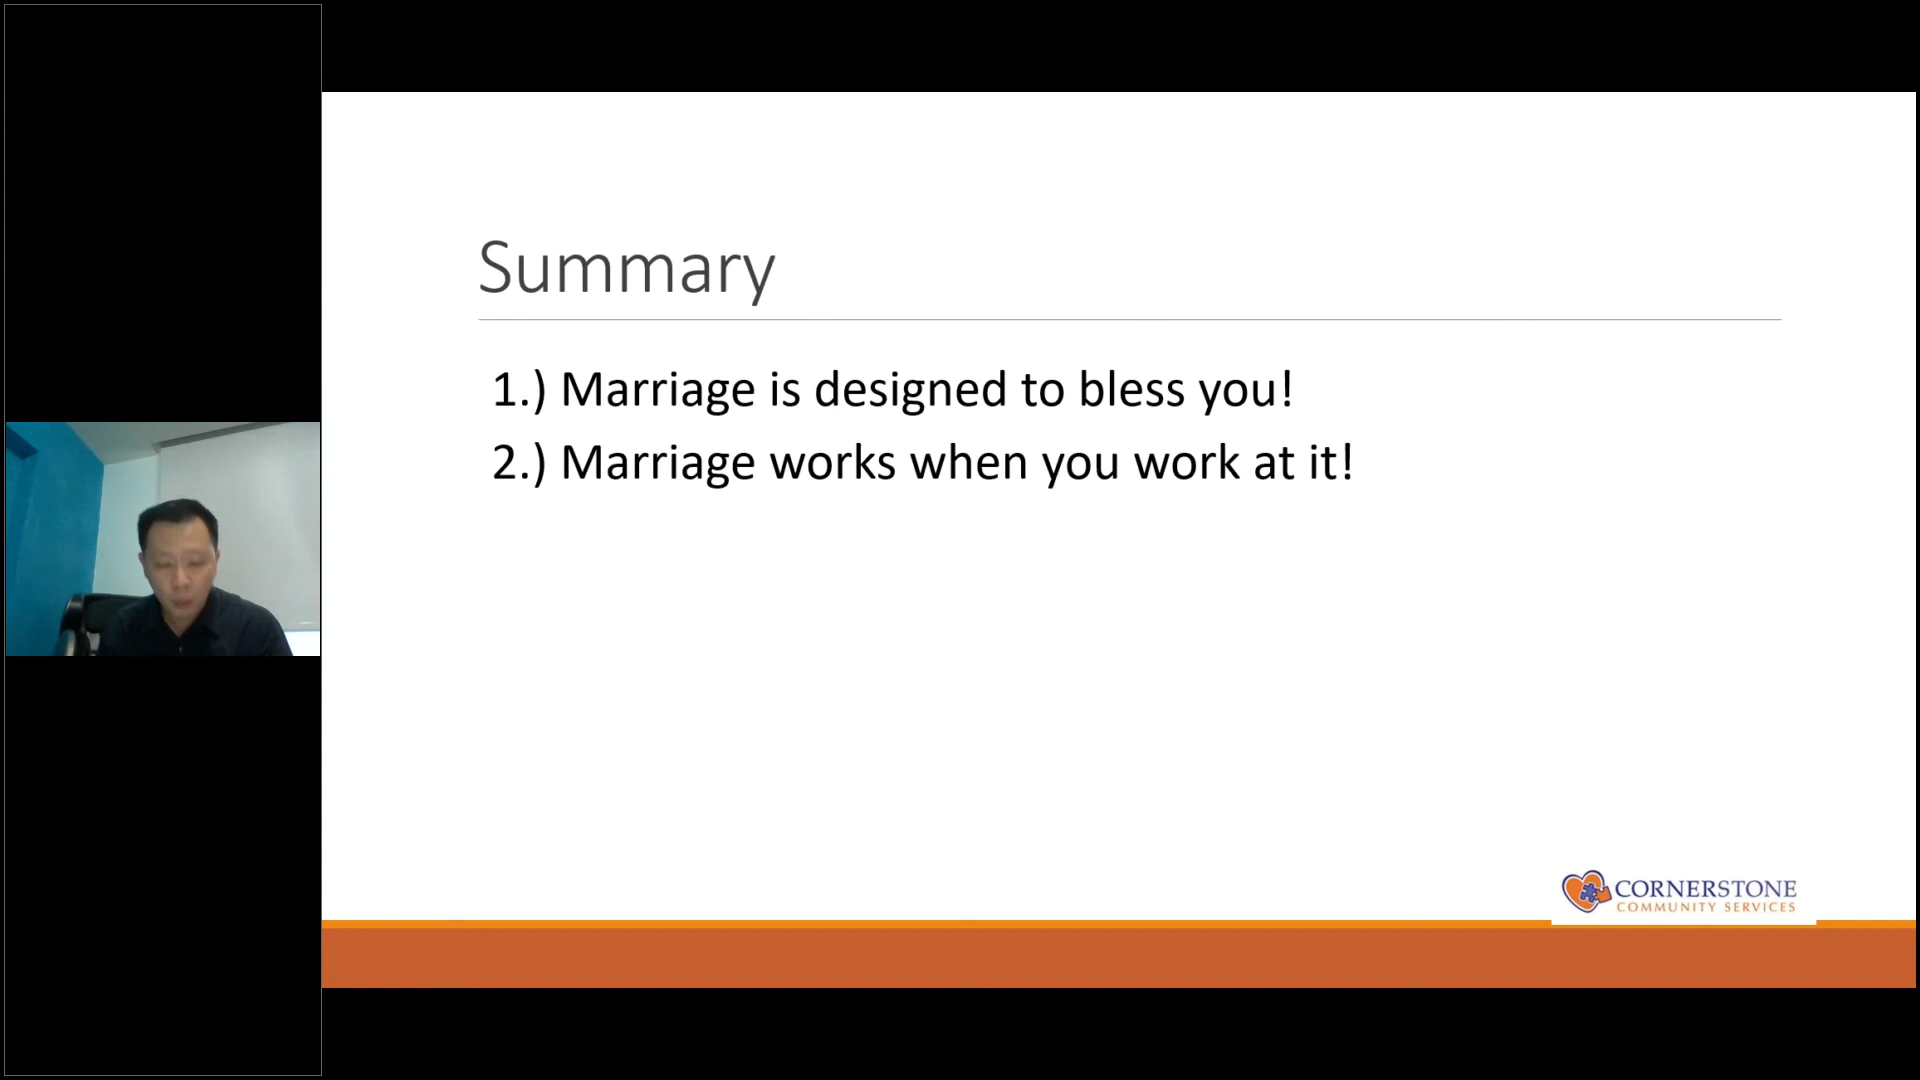 Summary
1.) Marriage is designed to bless you!
2.) Marriage works when you work at it!
CORNERSTONE
COMMUNITY SERVICES